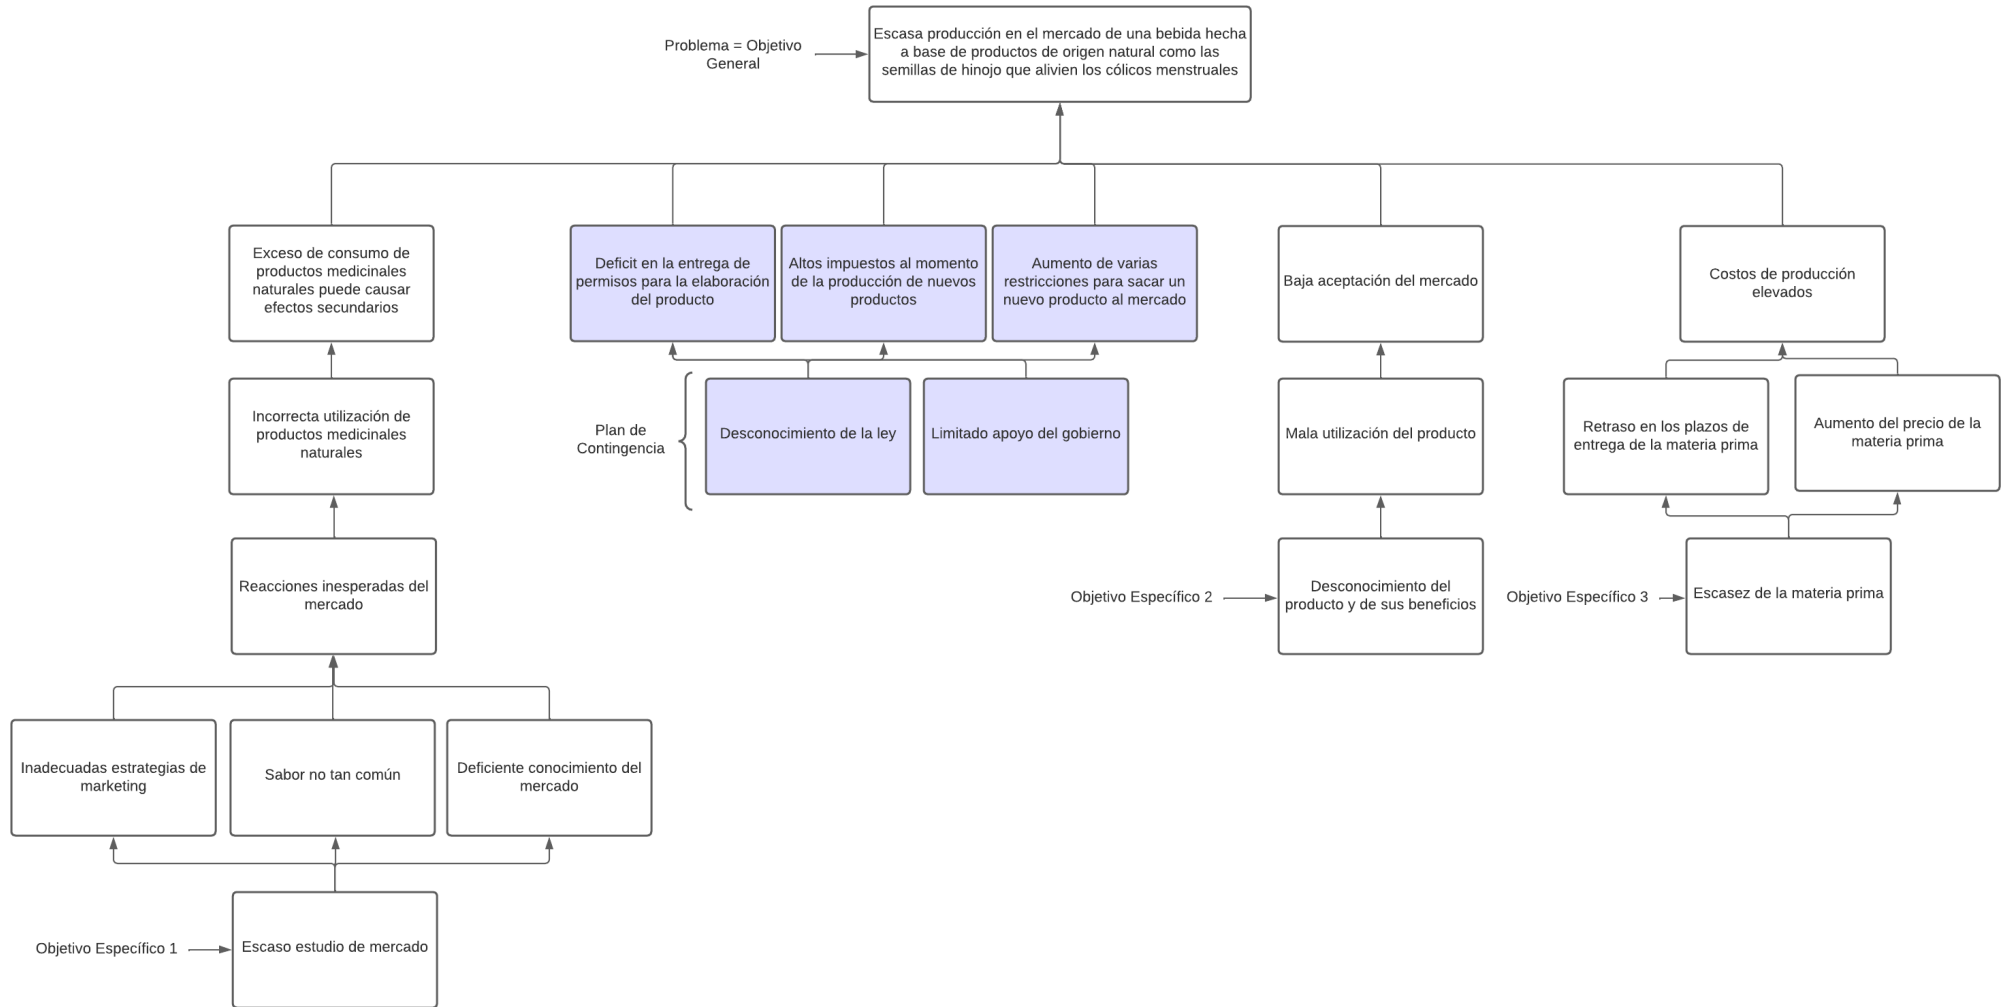 Problema = Objetivo
General
Escasa producción en el mercado de una bebida hecha
a base de productos de origen natural como las
semillas de hinojo que alivien los cólicos menstruales
Exceso de consumo de
productos medicinales
naturales puede causar
efectos secundarios
Deficit en la entrega de
permisos para la elaboración
del producto
Altos impuestos al momento
de la producción de nuevos
productos
Aumento de varias
restricciones para sacar un
nuevo producto al mercado
Baja aceptación del mercado
Costos de producción
elevados
Incorrecta utilización de
productos medicinales
naturales
Plan de
Contingencia
Desconocimiento de la ley
Limitado apoyo del gobierno
Mala utilización del producto
Retraso en los plazos de
entrega de la materia prima
Aumento del precio de la
materia prima
Reacciones inesperadas del
mercado
Objetivo Específico 2
Desconocimiento del
producto y de sus beneficios
Objetivo Específico 3
Escasez de la materia prima
Inadecuadas estrategias de
marketing
Sabor no tan común
Deficiente conocimiento del
mercado
Objetivo Específico 1
Escaso estudio de mercado